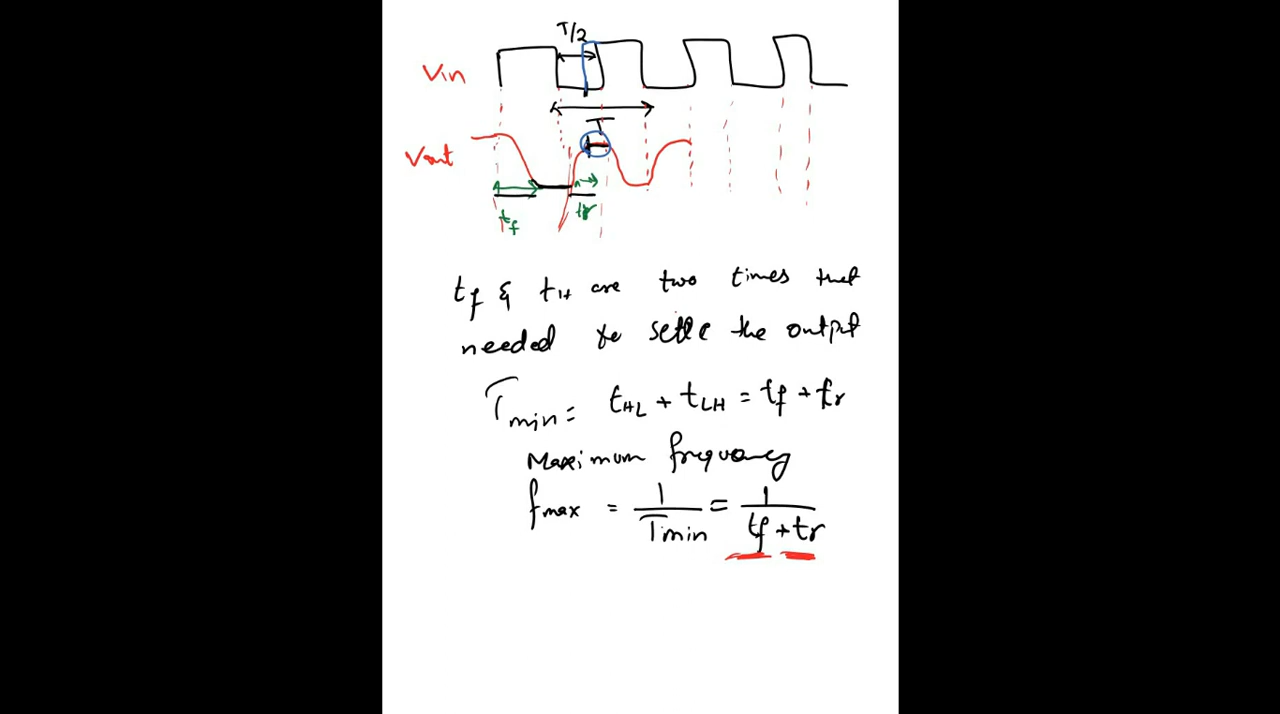 T/2
Vin
T
Vout
tf
tr
tf & tH are two times that
needed to settle the output
Tmin = tHL + tLH = tf + tr
Maximum frequency
fmax = 1/Tmin = 1/(tf + tr)